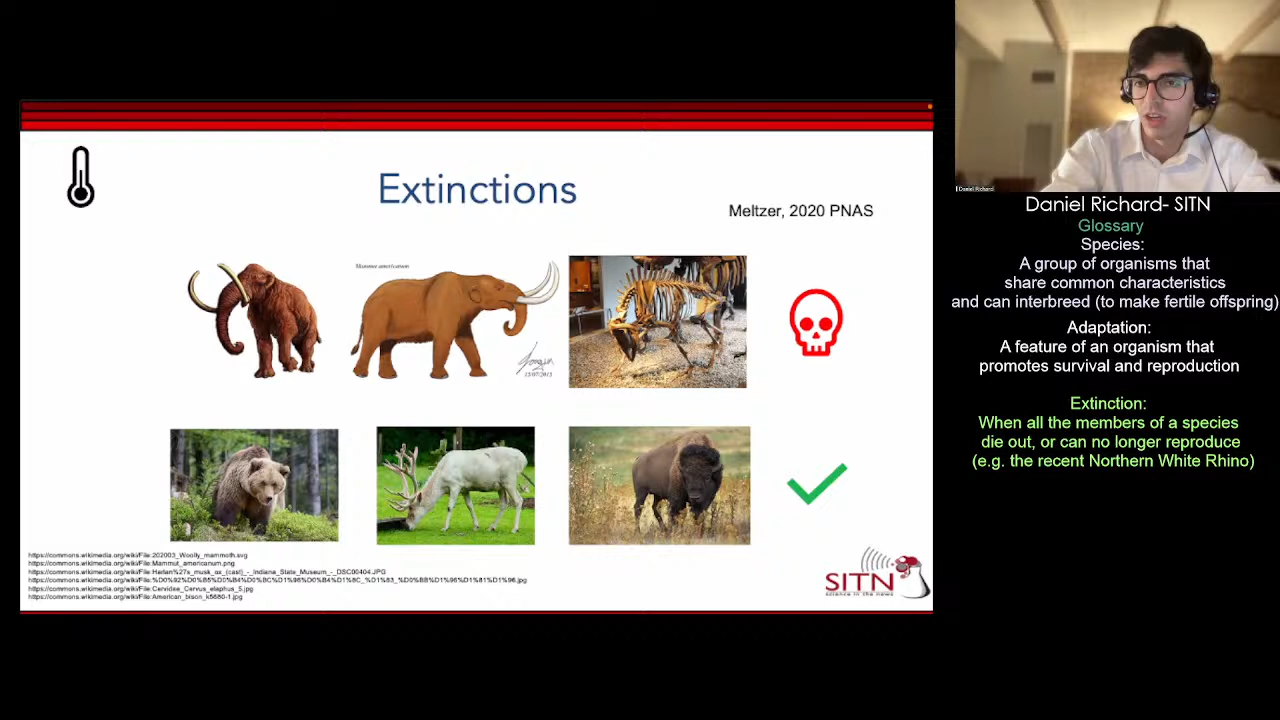 Extinctions
Meltzer, 2020 PNAS
Mammut americanum
15/07/2013
https://commons.wikimedia.org/wiki/File:202003_Woolly_mammoth.svg
https://commons.wikimedia.org/wiki/File:Mammut_americanum.png
https://commons.wikimedia.org/wiki/File:Harlan%27s_musk_ox_(cast)_-_Indiana_State_Museum_-_DSC00404.JPG
https://commons.wikimedia.org/wiki/File:Cervidae_Cervus_elaphus_5.jpg
https://commons.wikimedia.org/wiki/File:American_bison_k5680-1.jpg
SITN
science in the news
Daniel Richard
Daniel Richard- SITN
Glossary
Species:
A group of organisms that
share common characteristics
and can interbreed (to make fertile offspring)
Adaptation:
A feature of an organism that
promotes survival and reproduction
Extinction:
When all the members of a species
die out, or can no longer reproduce
(e.g. the recent Northern White Rhino)